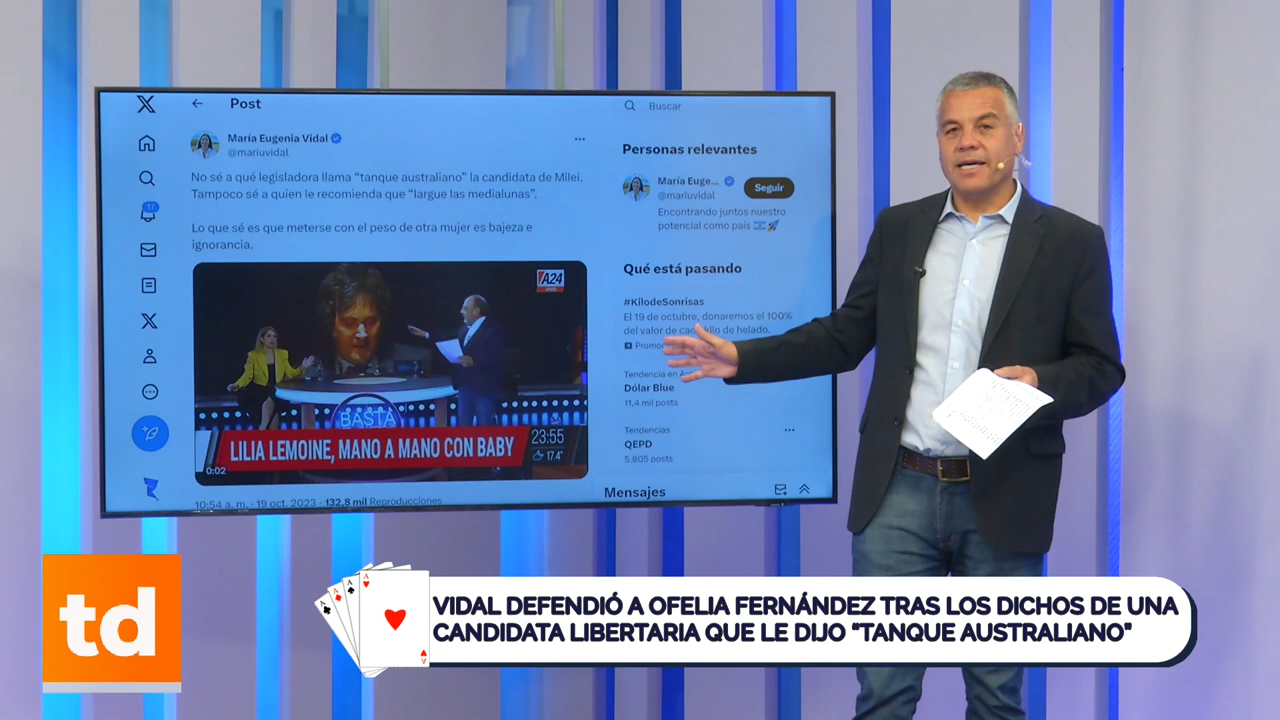 Post
Buscar
María Eugenia Vidal
@mariuvidal
No sé a qué legisladora llama “tanque australiano” la candidata de Milei.
Tampoco sé a quien le recomienda que “largue las medialunas”.
Lo que sé es que meterse con el peso de otra mujer es bajeza e
ignorancia.
A24
BASTA
LILIA LEMOINE, MANO A MANO CON BABY
23:55
17.4°
0:02
10:54 a. m. · 19 oct. 2023 · 132,8 mil Reproducciones
Personas relevantes
María Euge...
@mariuvidal
Seguir
Encontrando juntos nuestro
potencial como país
Qué está pasando
#KilodeSonrisas
El 19 de octubre, donaremos el 100%
del valor de cada kilo de helado.
Tendencia en
Dólar Blue
11,4 mil posts
Tendencias
QEPD
5.805 posts
Mensajes
td
A
A
A
A
A
VIDAL DEFENDIÓ A OFELIA FERNÁNDEZ TRAS LOS DICHOS DE UNA
CANDIDATA LIBERTARIA QUE LE DIJO “TANQUE AUSTRALIANO”